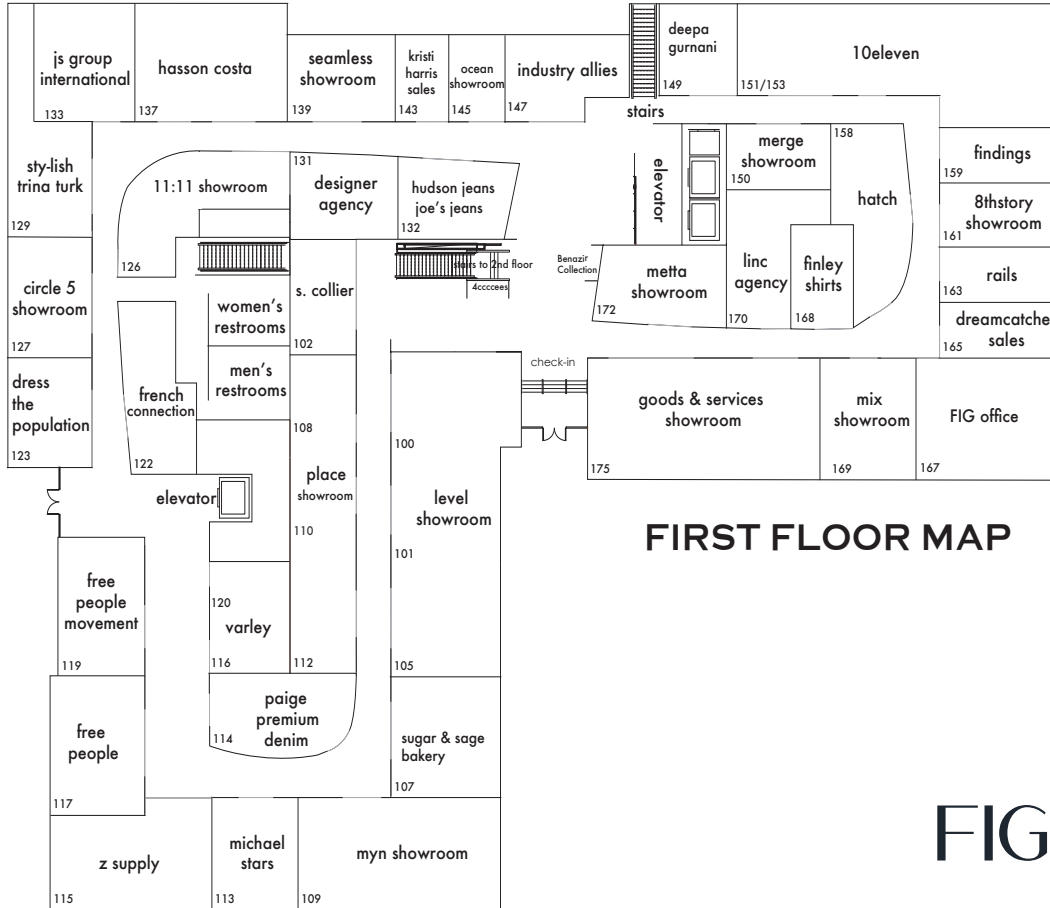 js group
international
133
hasson costa
137
seamless
showroom
139
kristi
harris
sales
143
ocean
showroom
145
industry allies
147
stairs
deepa
gurnani
149
10eleven
151/153
sty-lish
trina turk
129
11:11 showroom
126
131
designer
agency
hudson jeans
joe's jeans
132
elevator
merge
showroom
150
158
hatch
findings
159
8thstory
showroom
161
rails
163
dreamcatche
sales
165
circle 5
showroom
127
women's
restrooms
men's
restrooms
s. collier
102
stairs to 2nd floor
4ccccees
Benazir
Collection
metta
showroom
172
linc
agency
170
finley
shirts
168
dress
the
population
123
french
connection
122
elevator
108
place
showroom
110
112
100
level
showroom
101
105
check-in
goods & services
showroom
175
mix
showroom
169
FIG office
167
FIRST FLOOR MAP
free
people
movement
119
120
varley
116
free
people
117
paige
premium
denim
114
sugar & sage
bakery
107
z supply
115
michael
stars
113
myn showroom
109
FIG